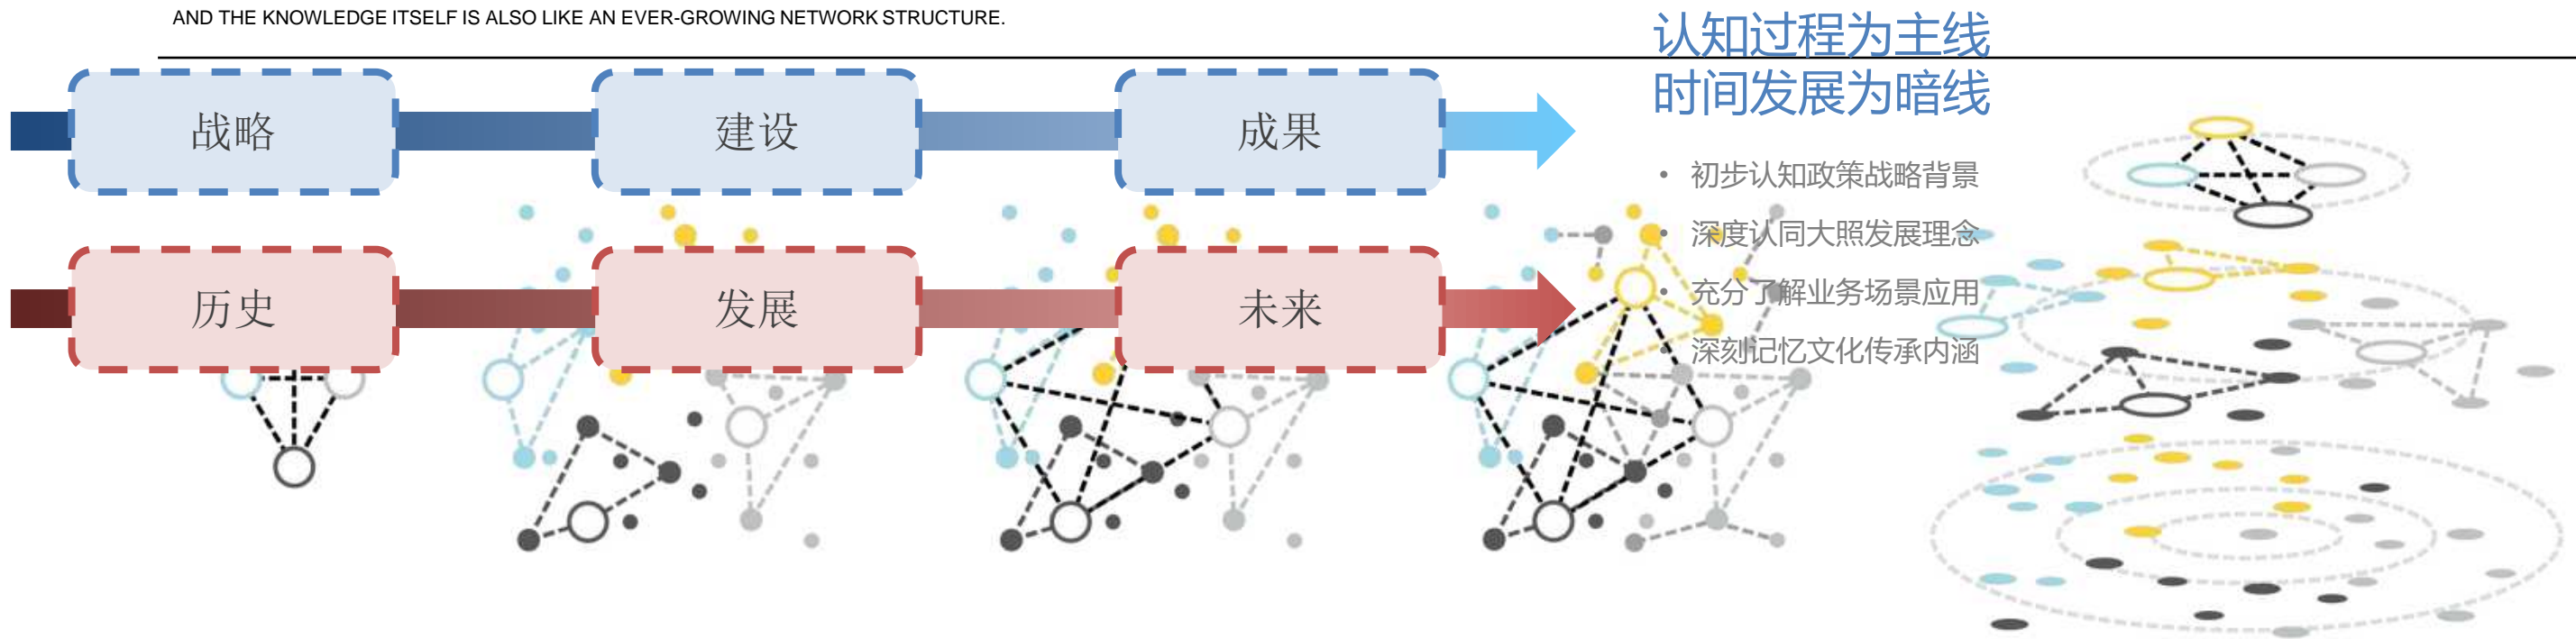 AND THE KNOWLEDGE ITSELF IS ALSO LIKE AN EVER-GROWING NETWORK STRUCTURE.
认知过程为主线
时间发展为暗线
战略
建设
成果
• 初步认知政策战略背景
• 深度认同大照发展理念
历史
发展
未来
• 充分了解业务场景应用
• 深刻记忆文化传承内涵